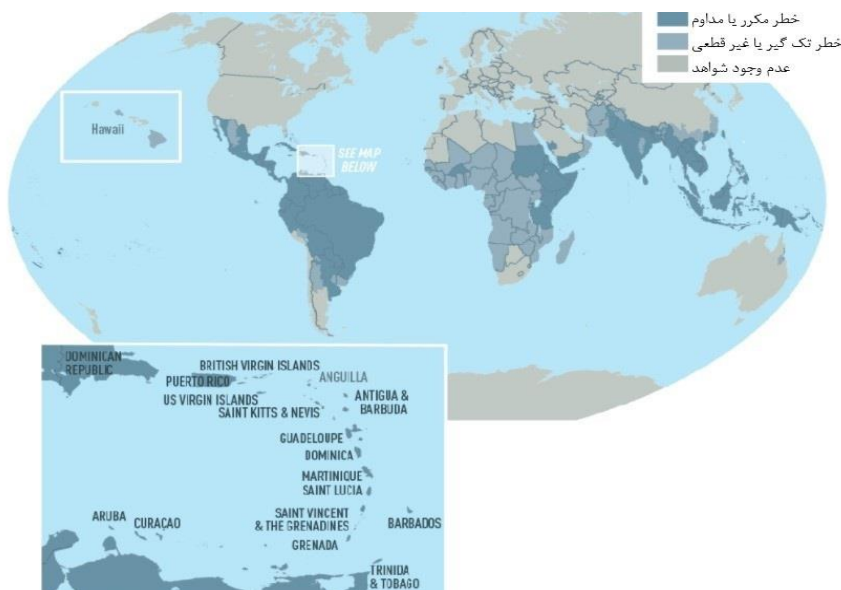 خطر مکرر یا مداوم
خطر تک گیر یا غیر قطعی
عدم وجود شواهد
Hawaii
SEE MAP
BELOW
DOMINICAN
REPUBLIC
BRITISH VIRGIN ISLANDS
PUERTO RICO
ANGUILLA
US VIRGIN ISLANDS
ANTIGUA &
BARBUDA
SAINT KITTS & NEVIS
GUADELOUPE
DOMINICA
MARTINIQUE
SAINT LUCIA
SAINT VINCENT
& THE GRENADINES
BARBADOS
ARUBA
CURAÇAO
GRENADA
TRINIDA
& TOBAGO